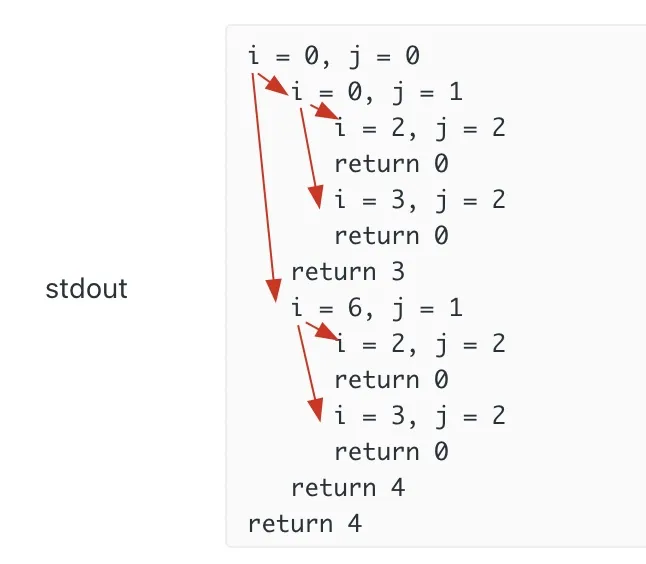 i = 0, j = 0
i = 0, j = 1
i = 2, j = 2
return 0
i = 3, j = 2
return 0
return 3
stdout
i = 6, j = 1
i = 2, j = 2
return 0
i = 3, j = 2
return 0
return 4
return 4